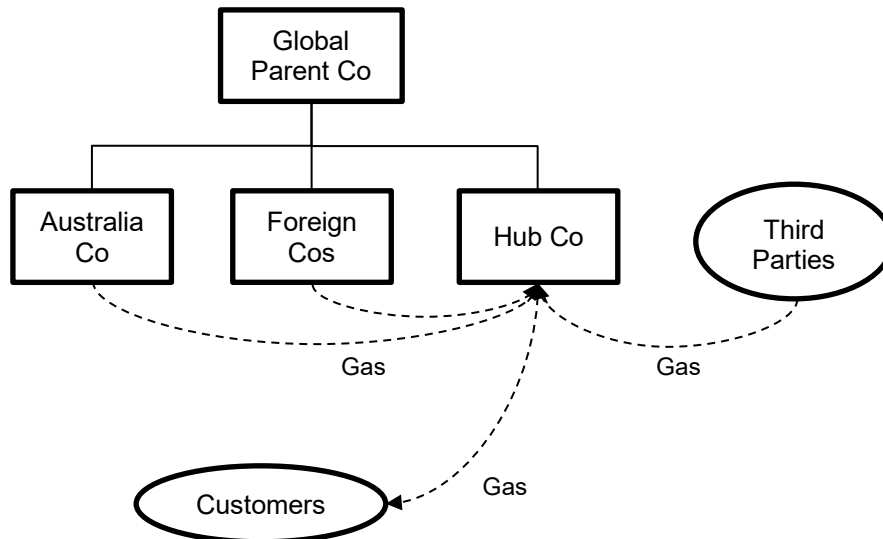 Global
Parent Co
Australia
Co
Foreign
Cos
Hub Co
Third
Parties
Gas
Gas
Gas
Customers